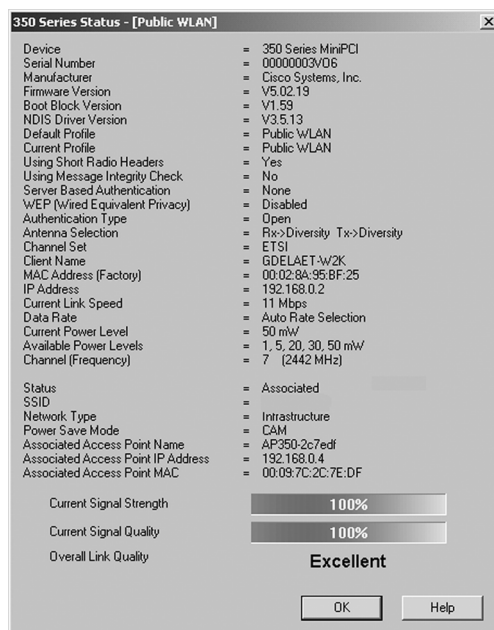 350 Series Status - [Public WLAN]
Device = 350 Series MiniPCI
Serial Number = 00000003VO6
Manufacturer = Cisco Systems, Inc.
Firmware Version = V5.02.19
Boot Block Version = V1.59
NDIS Driver Version = V3.5.13
Default Profile = Public WLAN
Current Profile = Public WLAN
Using Short Radio Headers = Yes
Using Message Integrity Check = No
Server Based Authentication = None
WEP (Wired Equivalent Privacy) = Disabled
Authentication Type = Open
Antenna Selection = Rx->Diversity Tx->Diversity
Channel Set = ETSI
Client Name = GDELAET-W2K
MAC Address (Factory) = 00:02:8A:95:BF:25
IP Address = 192.168.0.2
Current Link Speed = 11 Mbps
Data Rate = Auto Rate Selection
Current Power Level = 50 mW
Available Power Levels = 1, 5, 20, 30, 50 mW
Channel (Frequency) = 7 (2442 MHz)
Status = Associated
SSID =
Network Type = Infrastructure
Power Save Mode = CAM
Associated Access Point Name = AP350-2c7edf
Associated Access Point IP Address = 192.168.0.4
Associated Access Point MAC = 00:09:7C:2C:7E:DF
Current Signal Strength 100%
Current Signal Quality 100%
Overall Link Quality Excellent
OK Help